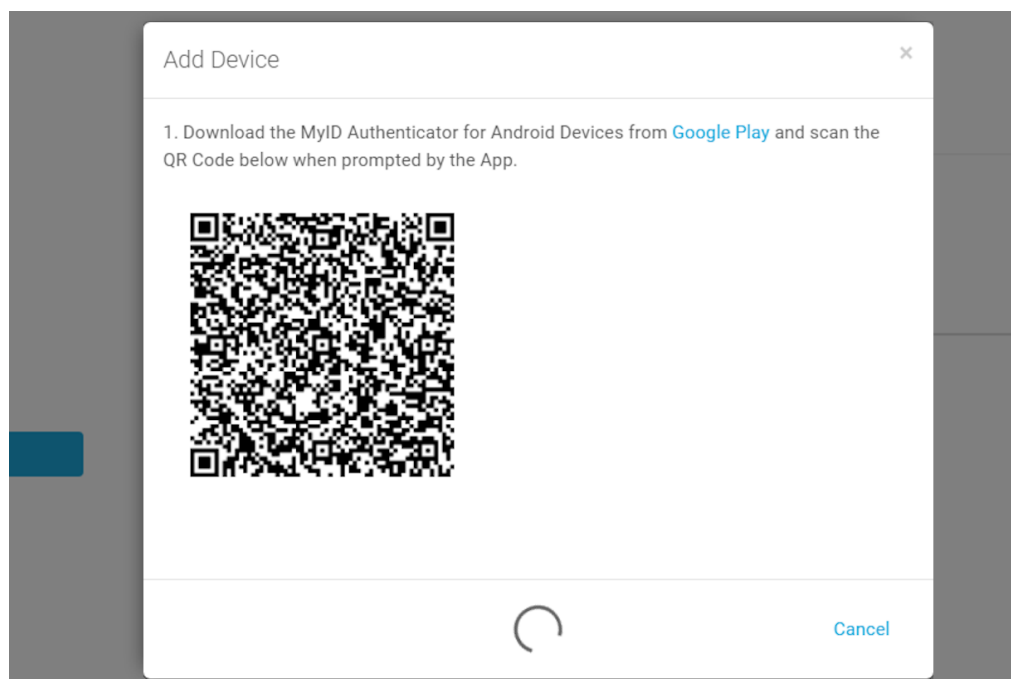 Add Device
×
1. Download the MyID Authenticator for Android Devices from Google Play and scan the
QR Code below when prompted by the App.
Cancel